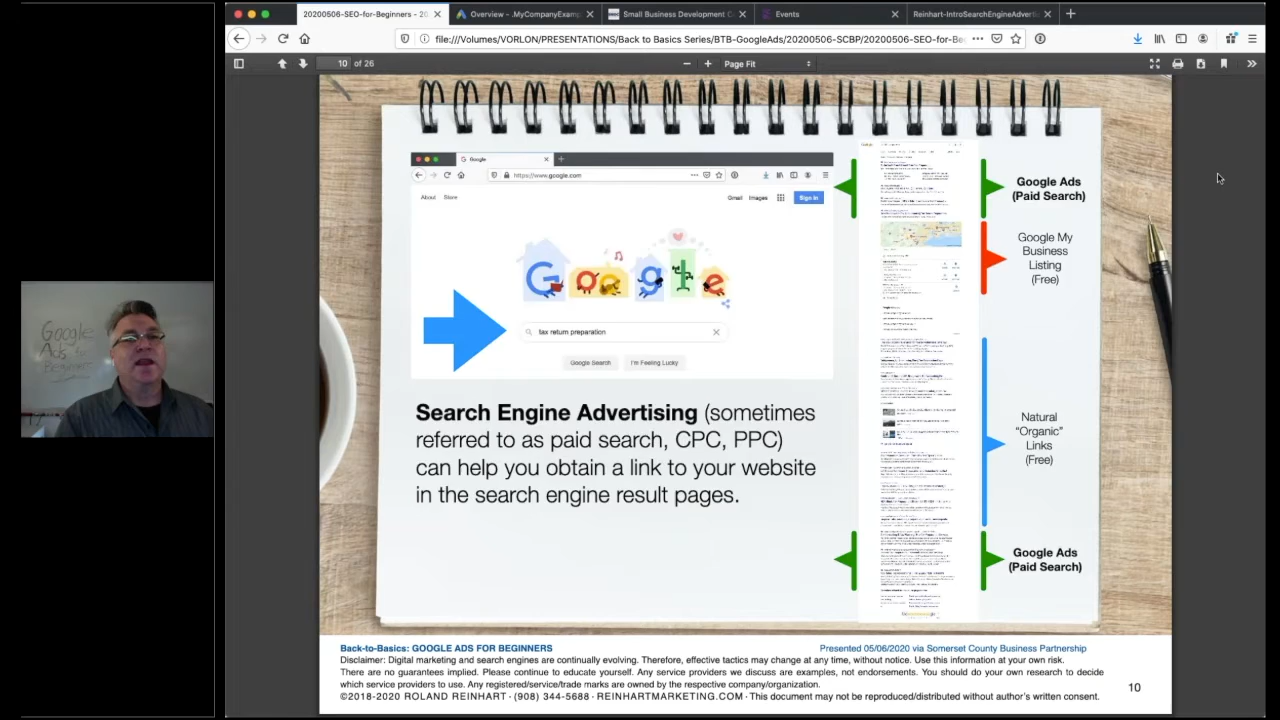 20200506-SEO-for-Beginners - 20
Overview - .MyCompanyExam
Small Business Development C
Events
Reinhart-IntroSearchEngineAdverti
file:///Volumes/VORLON/PRESENTATIONS/Back to Basics Series/BTB-GoogleAds/20200506-SCBP/20200506-SEO-for-Be
10 of 26
Page Fit
Google
https://www.google.com
About Store
Gmail Images Sign in
tax return preparation
Google Search I'm Feeling Lucky
Search Engine Advertising (sometimes
referred to as paid search, CPC, PPC)
can help you obtain a link to your website
in the search engine result pages.
Google Ads
(Paid Search)
Google My
Business
Listing
(Free)
Natural
“Organic”
Links
(Free)
Google Ads
(Paid Search)
Google
Back-to-Basics: GOOGLE ADS FOR BEGINNERS
Presented 05/06/2020 via Somerset County Business Partnership
Disclaimer: Digital marketing and search engines are continually evolving. Therefore, effective tactics may change at any time, without notice. Use this information at your own risk.
There are no guarantees implied. Please continue to educate yourself. Any service providers we discuss are examples, not endorsements. You should do your own research to decide
which service providers to use. Any registered/service/trade marks are owned by the respective company/organization.
©2018-2020 ROLAND REINHART · (908) 344-5688 · REINHARTMARKETING.COM · This document may not be reproduced/distributed without author's written consent.
10